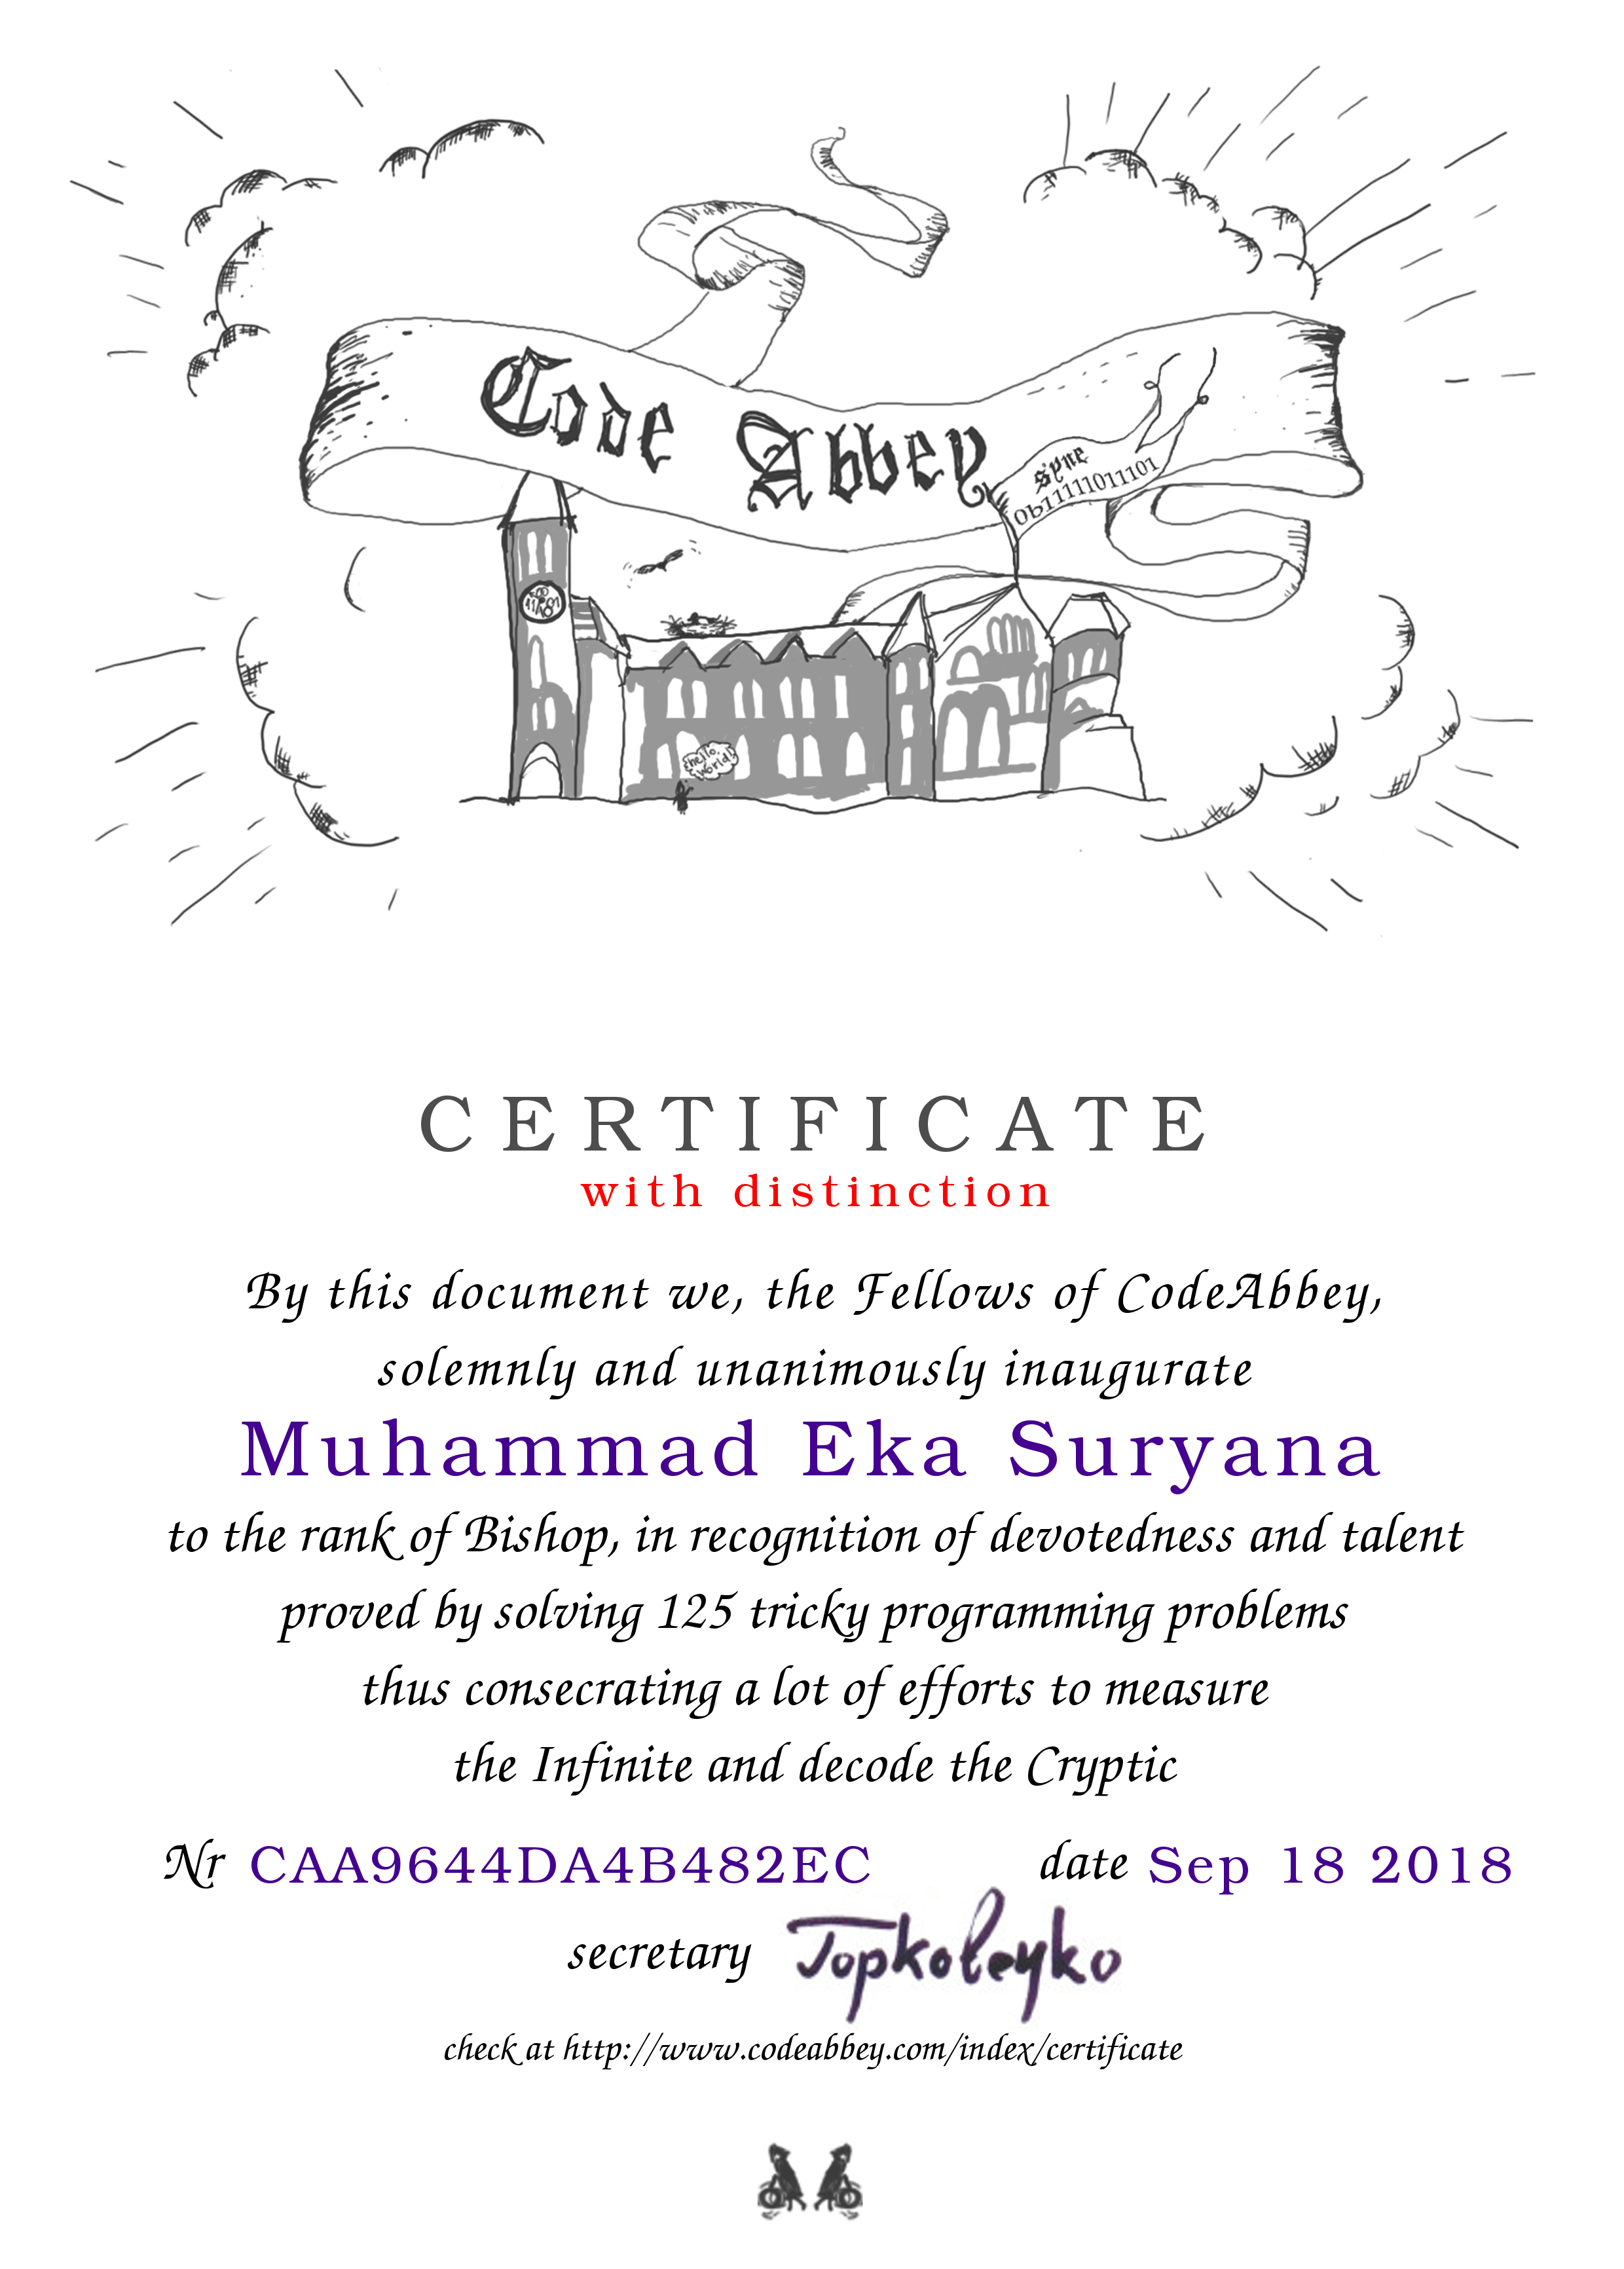 Code Abbey
syne
0b11111011101
hello,
world!
CERTIFICATE
with distinction
By this document we, the Fellows of CodeAbbey,
solemnly and unanimously inaugurate
Muhammad Eka Suryana
to the rank of Bishop, in recognition of devotedness and talent
proved by solving 125 tricky programming problems
thus consecrating a lot of efforts to measure
the Infinite and decode the Cryptic
Nr CAA9644DA4B482EC date Sep 18 2018
secretary Topkoleyko
check at http://www.codeabbey.com/index/certificate